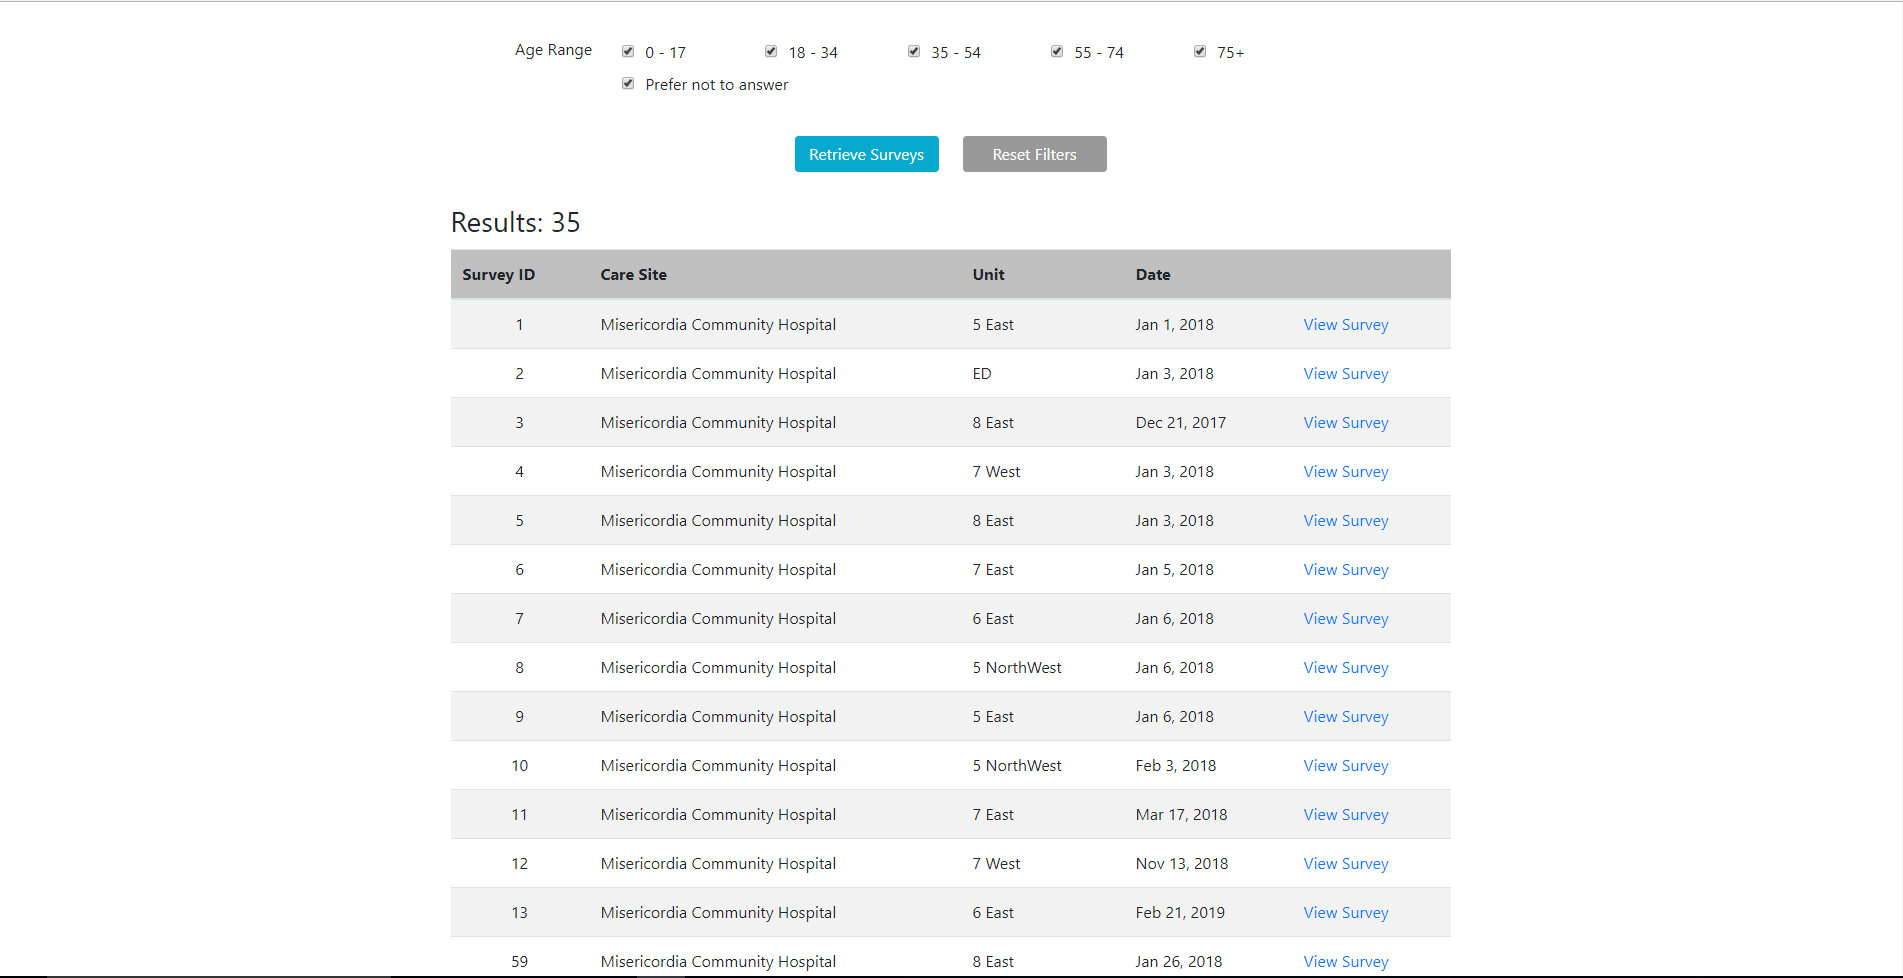 Age Range 0 - 17 18 - 34 35 - 54 55 - 74 75+
Prefer not to answer
Retrieve Surveys Reset Filters
Results: 35
Survey ID Care Site Unit Date
1 Misericordia Community Hospital 5 East Jan 1, 2018 View Survey
2 Misericordia Community Hospital ED Jan 3, 2018 View Survey
3 Misericordia Community Hospital 8 East Dec 21, 2017 View Survey
4 Misericordia Community Hospital 7 West Jan 3, 2018 View Survey
5 Misericordia Community Hospital 8 East Jan 3, 2018 View Survey
6 Misericordia Community Hospital 7 East Jan 5, 2018 View Survey
7 Misericordia Community Hospital 6 East Jan 6, 2018 View Survey
8 Misericordia Community Hospital 5 NorthWest Jan 6, 2018 View Survey
9 Misericordia Community Hospital 5 East Jan 6, 2018 View Survey
10 Misericordia Community Hospital 5 NorthWest Feb 3, 2018 View Survey
11 Misericordia Community Hospital 7 East Mar 17, 2018 View Survey
12 Misericordia Community Hospital 7 West Nov 13, 2018 View Survey
13 Misericordia Community Hospital 6 East Feb 21, 2019 View Survey
59 Misericordia Community Hospital 8 East Jan 26, 2018 View Survey